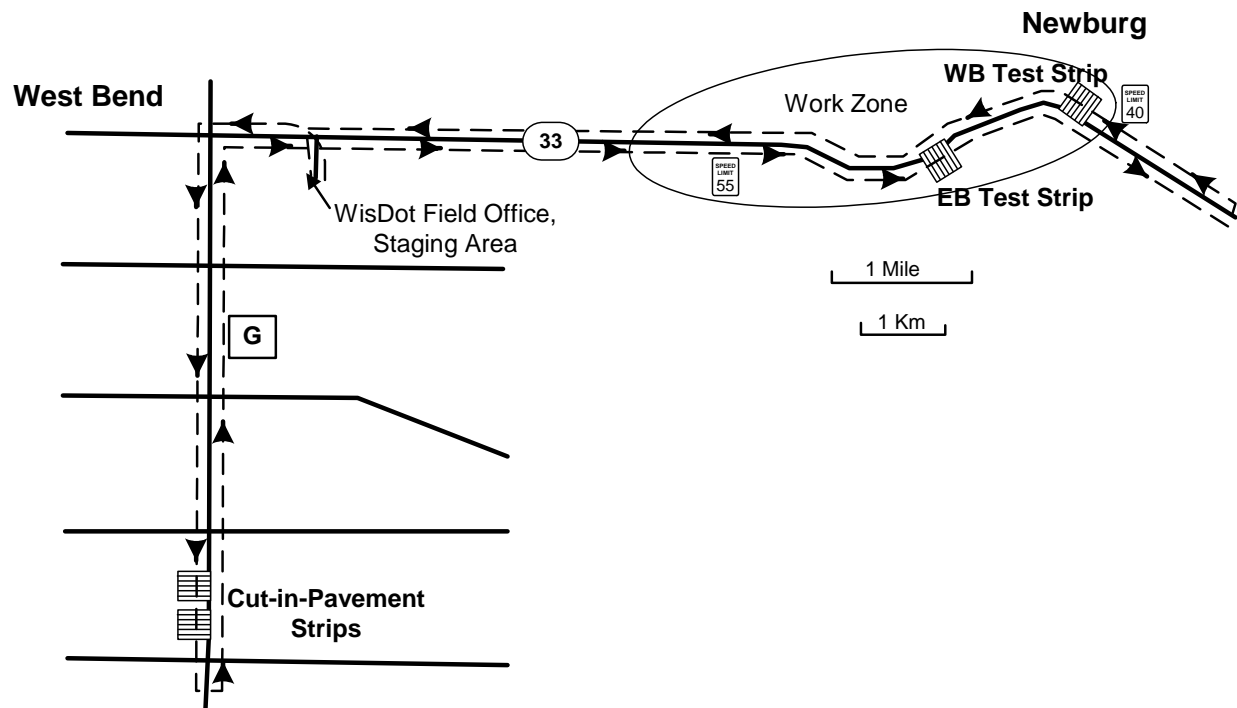 Newburg
West Bend
WB Test Strip
Work Zone
SPEED
LIMIT
40
33
SPEED
LIMIT
55
EB Test Strip
WisDot Field Office,
Staging Area
1 Mile
1 Km
G
Cut-in-Pavement
Strips